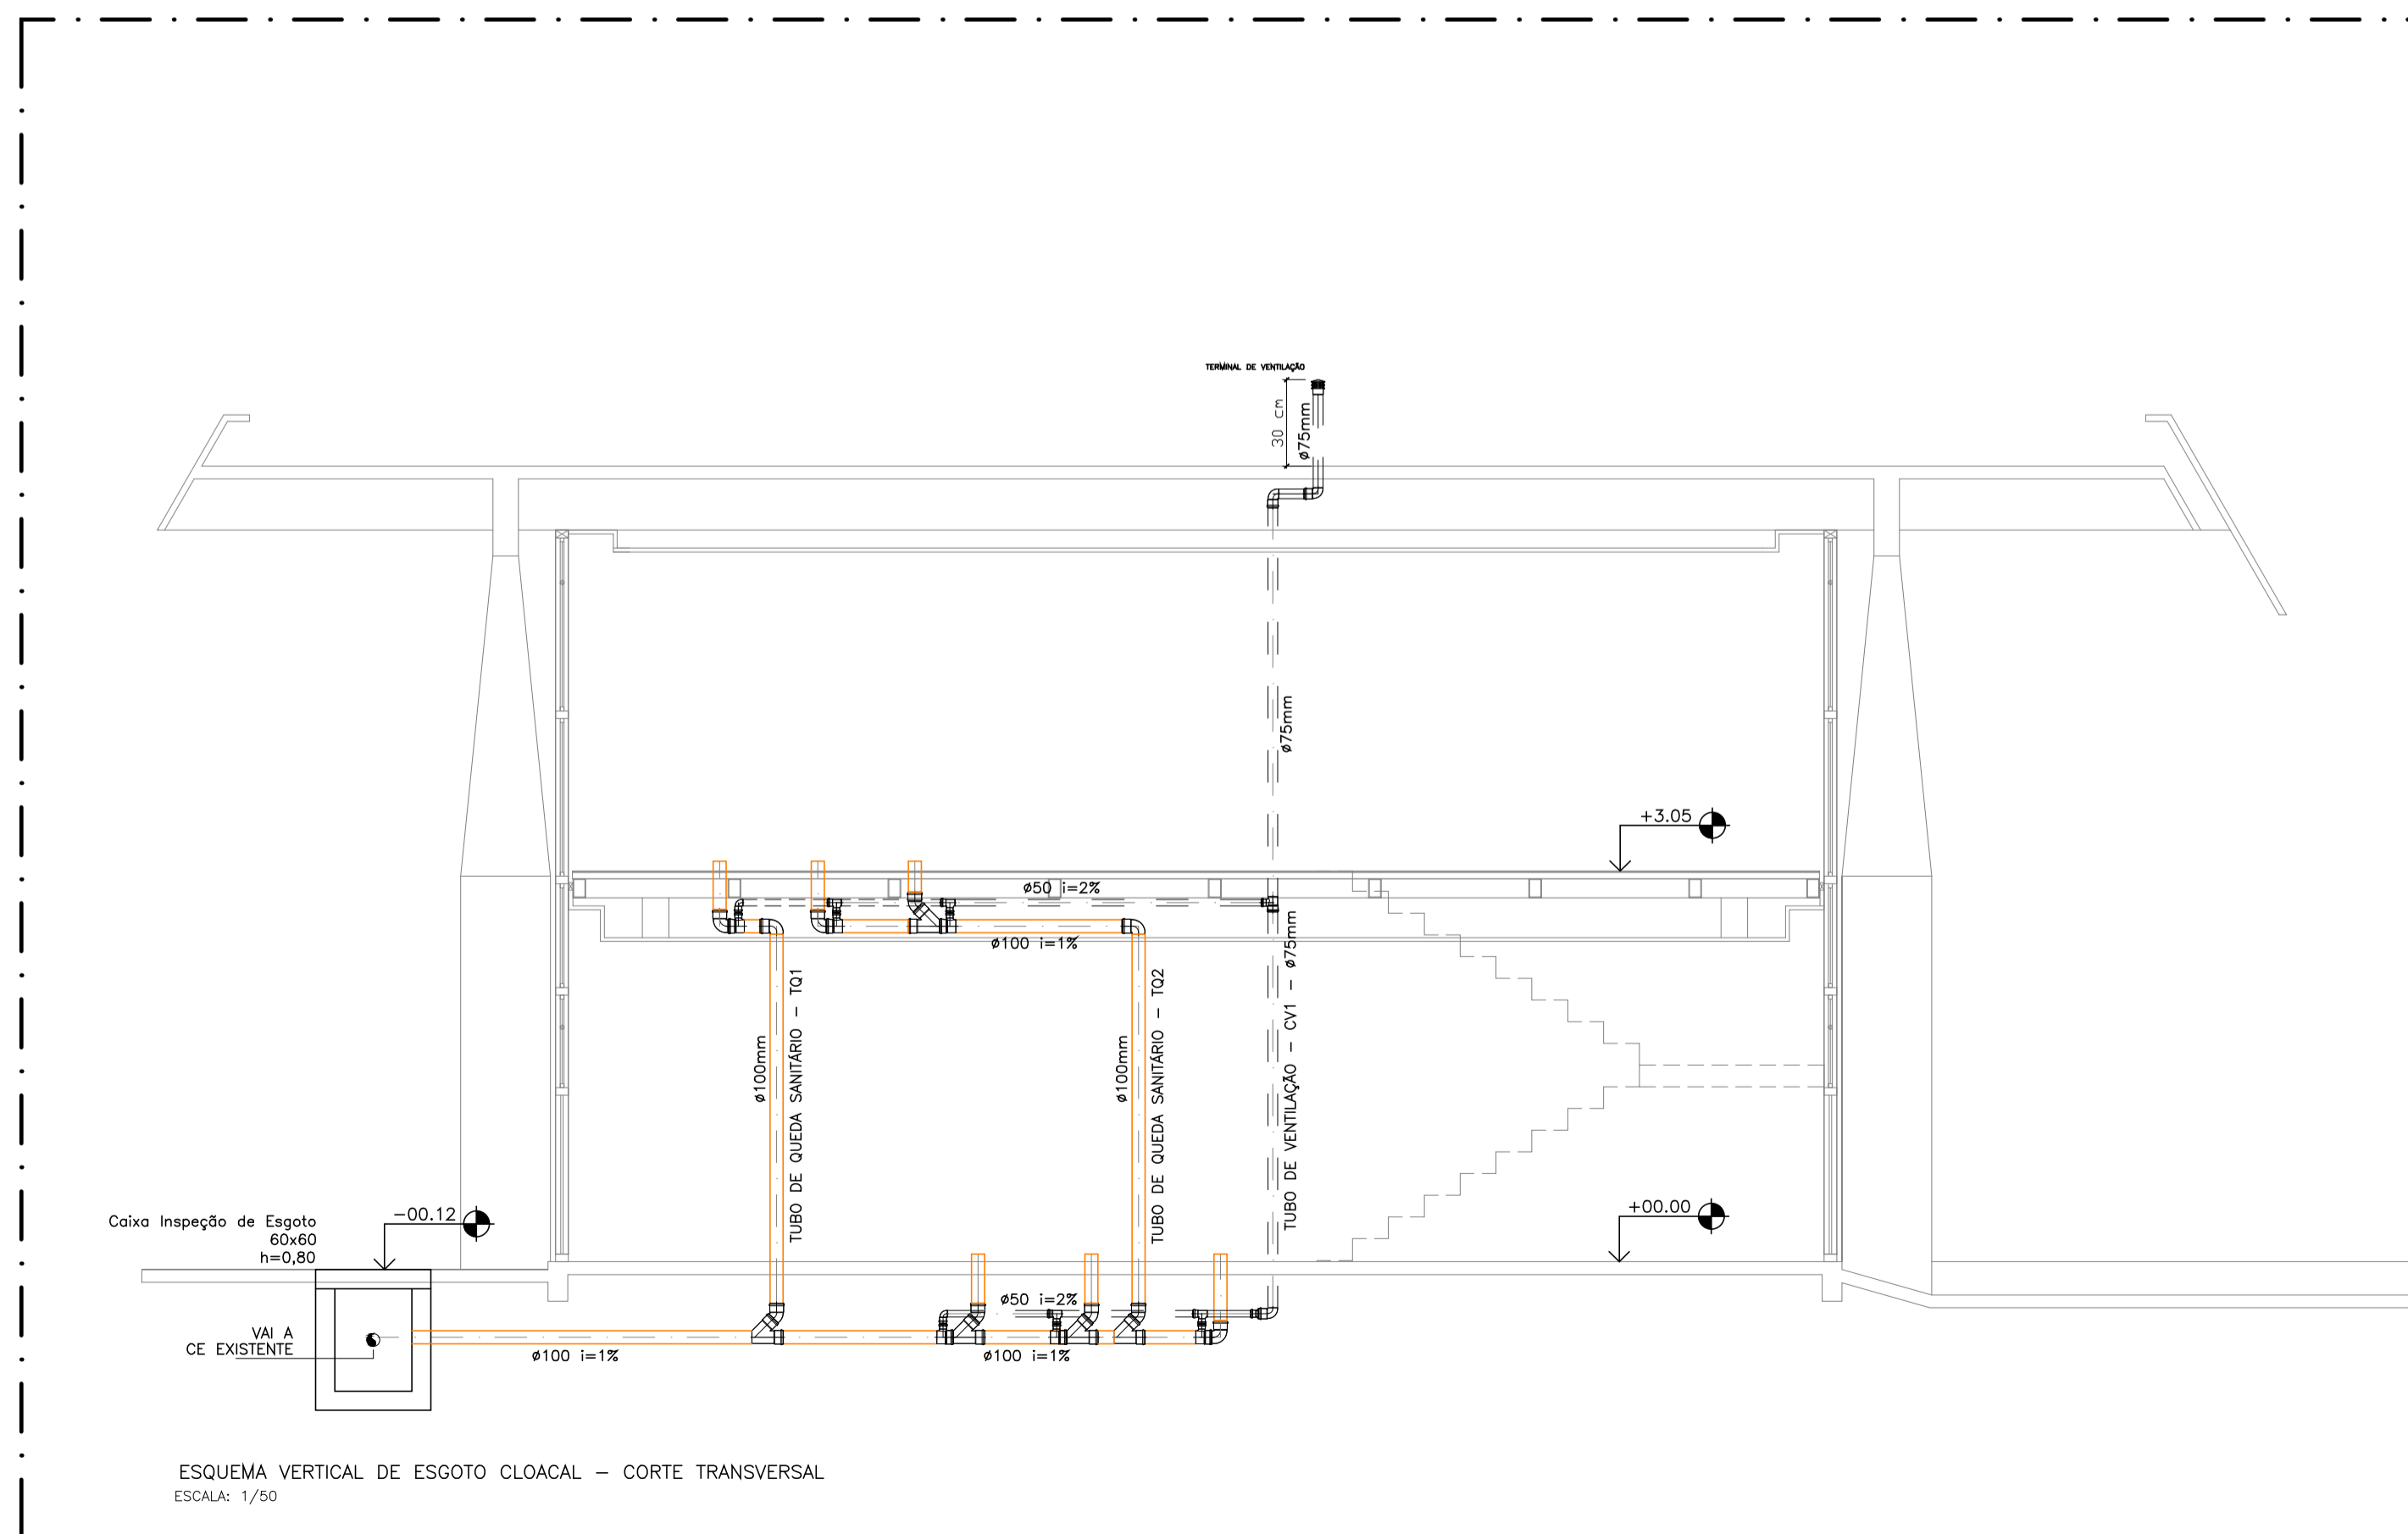 TERMINAL DE VENTILAÇÃO
30 cm
ø75mm
ø75mm
+3.05
ø50 i=2%
ø100 i=1%
TUBO DE QUEDA SANITÁRIO - TQ1
ø100mm
TUBO DE QUEDA SANITÁRIO - TQ2
ø100mm
TUBO DE VENTILAÇÃO - CV1 - ø75mm
+00.00
-00.12
Caixa Inspeção de Esgoto
60x60
h=0,80
ø50 i=2%
VAI A
CE EXISTENTE
ø100 i=1%
ø100 i=1%
ESQUEMA VERTICAL DE ESGOTO CLOACAL - CORTE TRANSVERSAL
ESCALA: 1/50